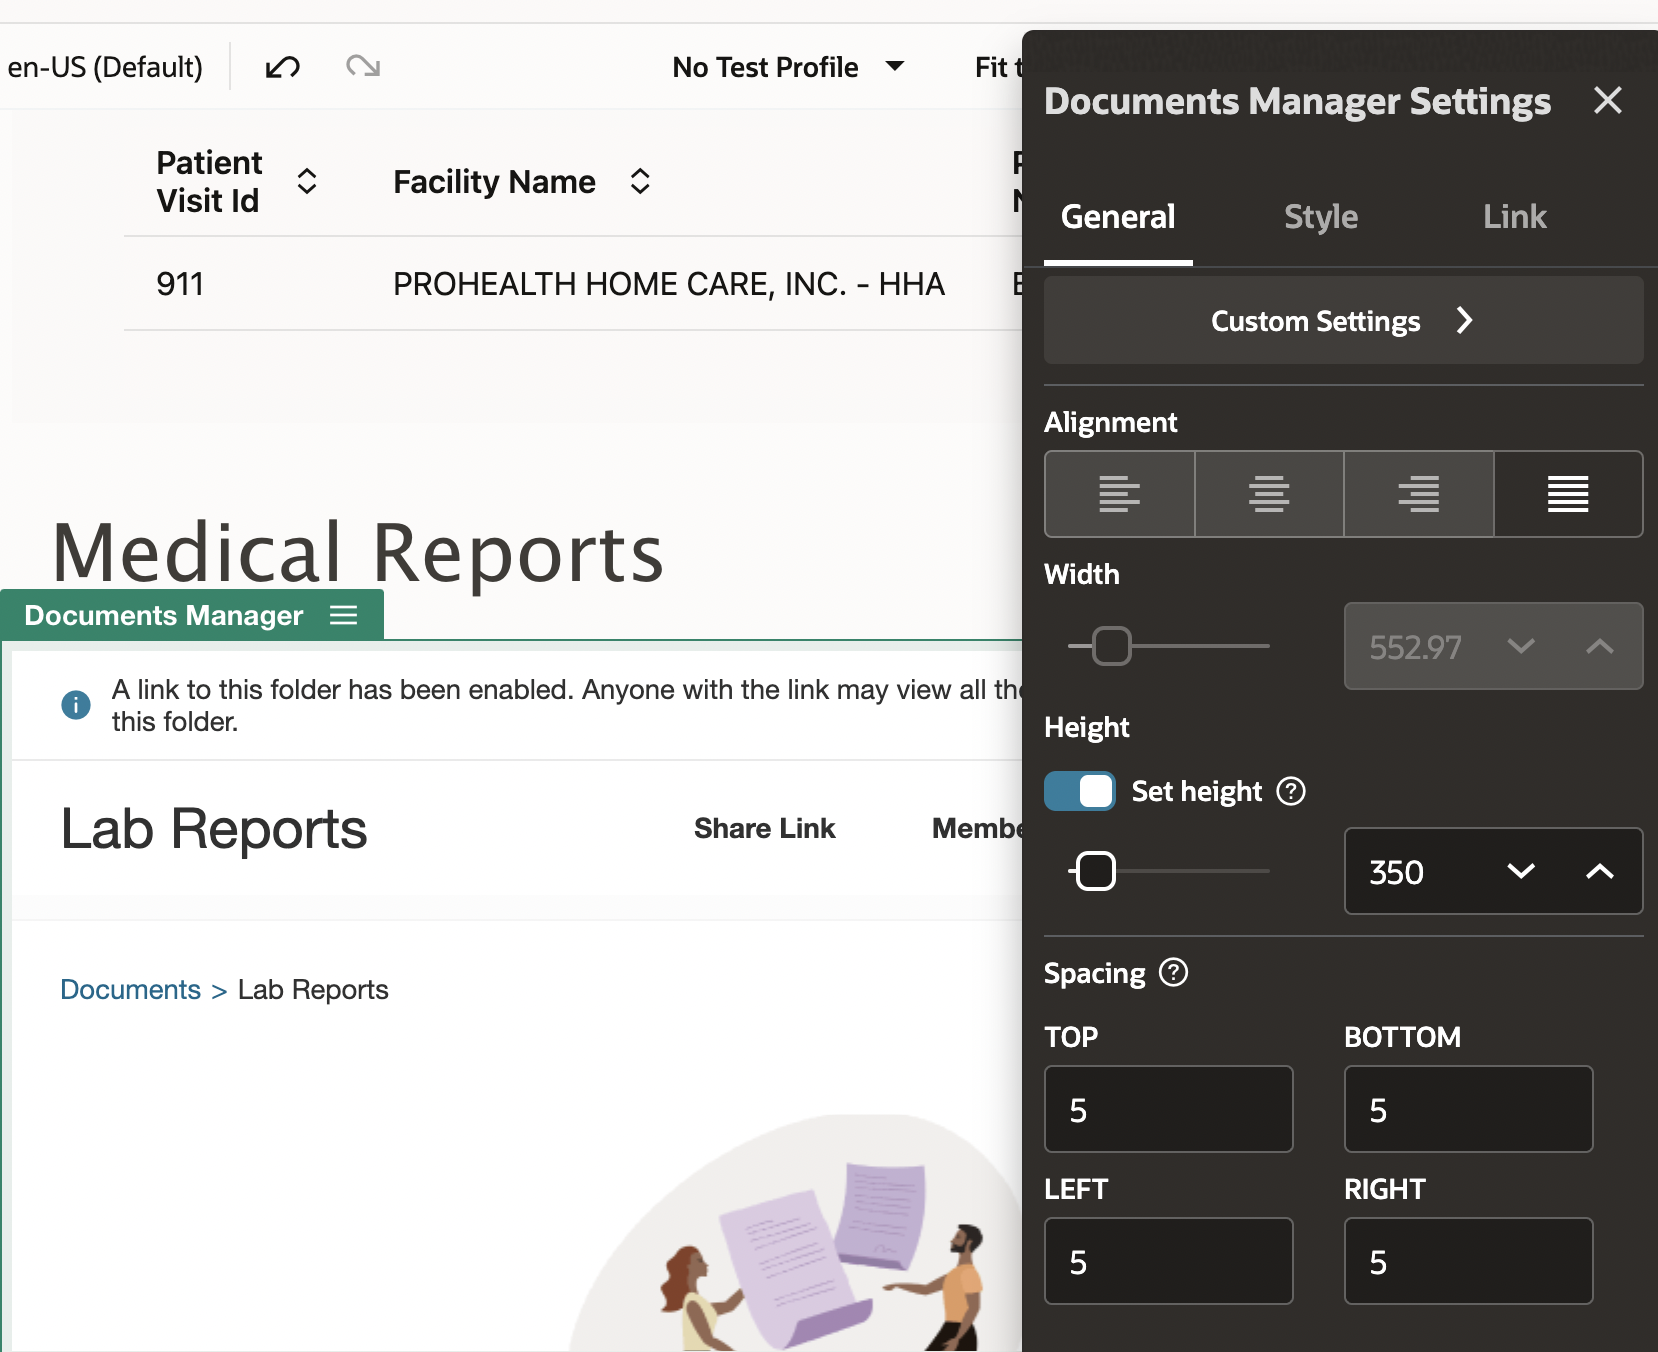 en-US (Default)
No Test Profile
Fit
Documents Manager Settings
General
Style
Link
Patient
Visit Id
Facility Name
911
PROHEALTH HOME CARE, INC. - HHA
Custom Settings
Alignment
Width
552.97
Height
Set height
350
Spacing
TOP
BOTTOM
5
5
LEFT
RIGHT
5
5
Medical Reports
Documents Manager
A link to this folder has been enabled. Anyone with the link may view all
this folder.
Lab Reports
Share Link
Documents > Lab Reports